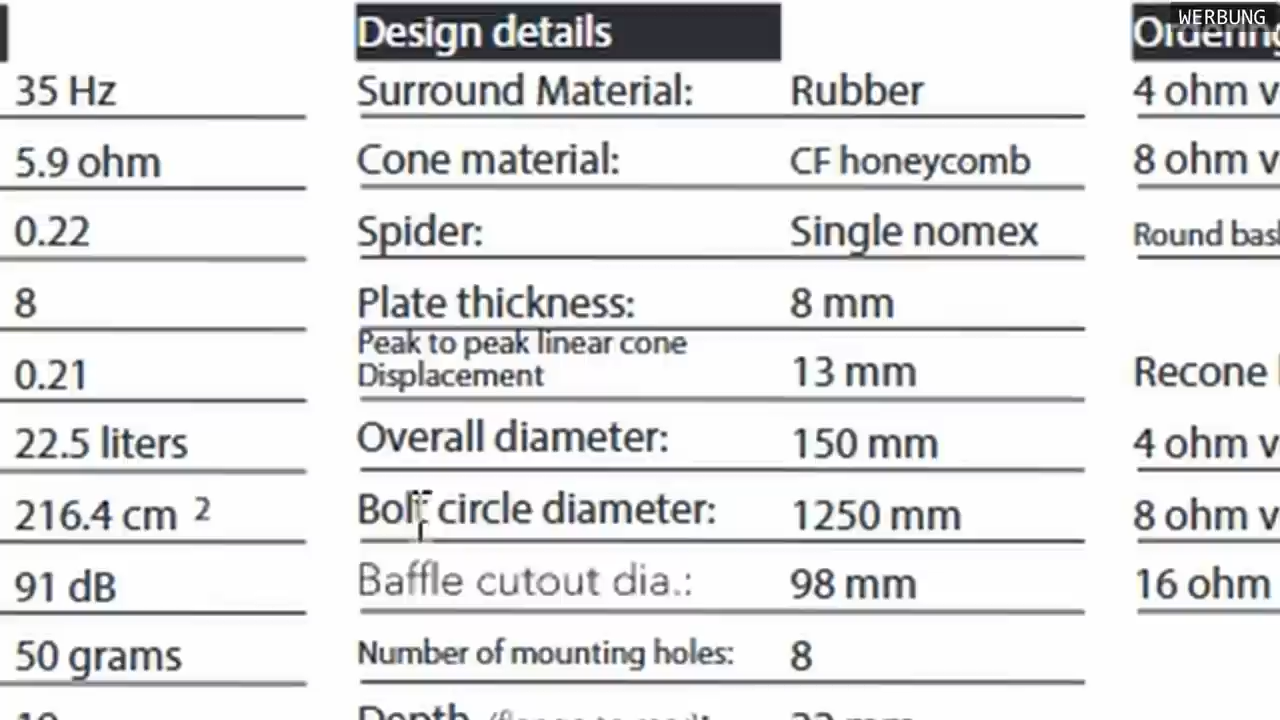 WERBUNG
Design details
Ordering
35 Hz
Surround Material: Rubber
4 ohm
5.9 ohm
Cone material: CF honeycomb
8 ohm
0.22
Spider: Single nomex
Round
8
Plate thickness: 8 mm
0.21
Peak to peak linear cone
Displacement 13 mm
Recone
22.5 liters
Overall diameter: 150 mm
4 ohm
216.4 cm 2
Bolt circle diameter: 1250 mm
8 ohm
91 dB
Baffle cutout dia.: 98 mm
16 ohm
50 grams
Number of mounting holes: 8
Depth